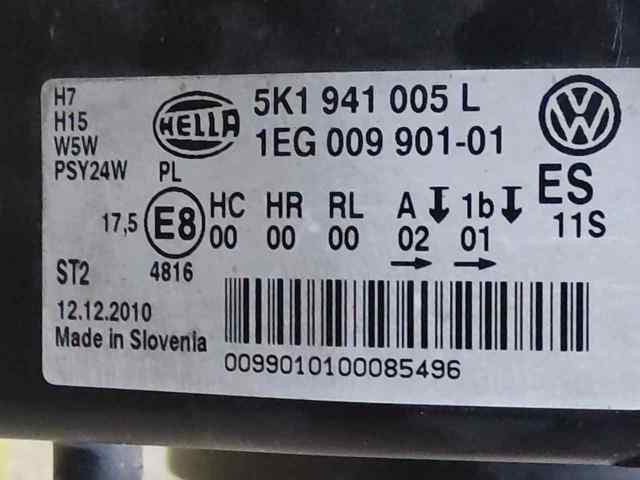 H7
H15
W5W
PSY24W PL
HELLA
5K1 941 005 L
1EG 009 901-01
ES
11S
17,5 E8 HC HR RL A 1b
00 00 00 02 01
ST2 4816
12.12.2010
Made in Slovenia
0099010100085496